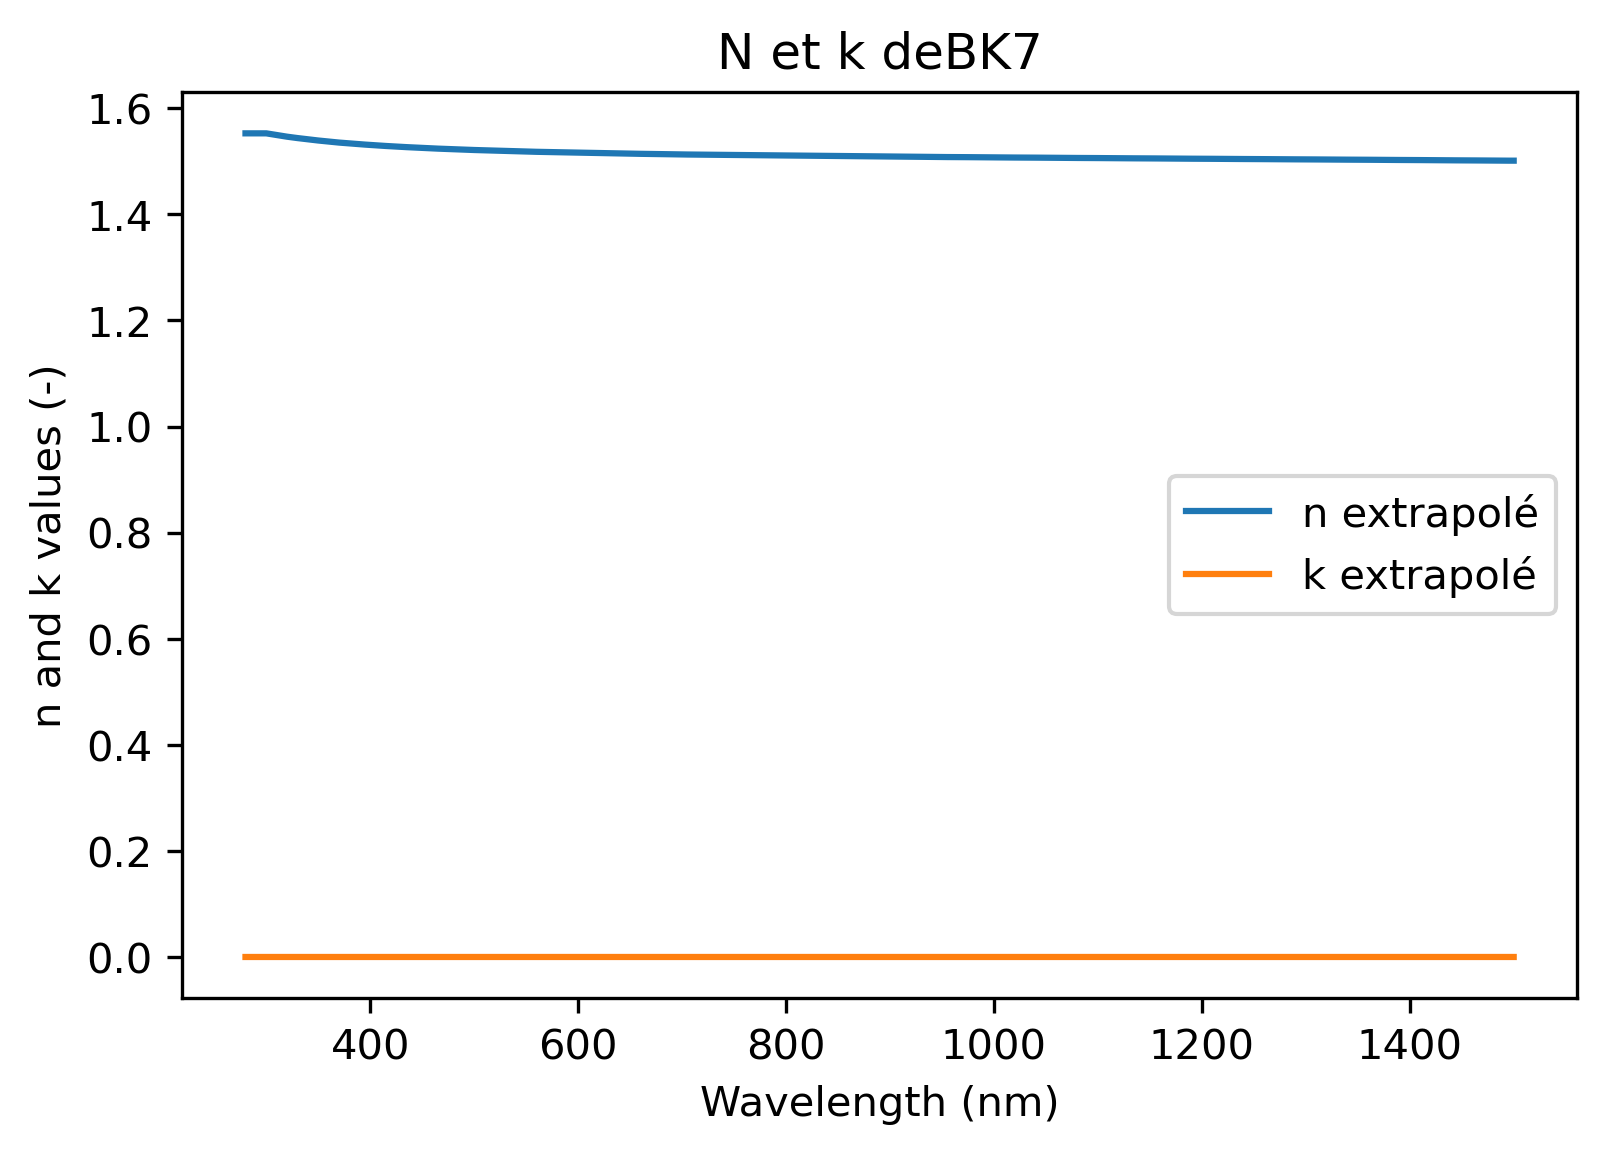 N et k deBK7
1.6
1.4
1.2
1.0
0.8
0.6
0.4
0.2
0.0
n and k values (-)
n extrapolé
k extrapolé
400 600 800 1000 1200 1400
Wavelength (nm)